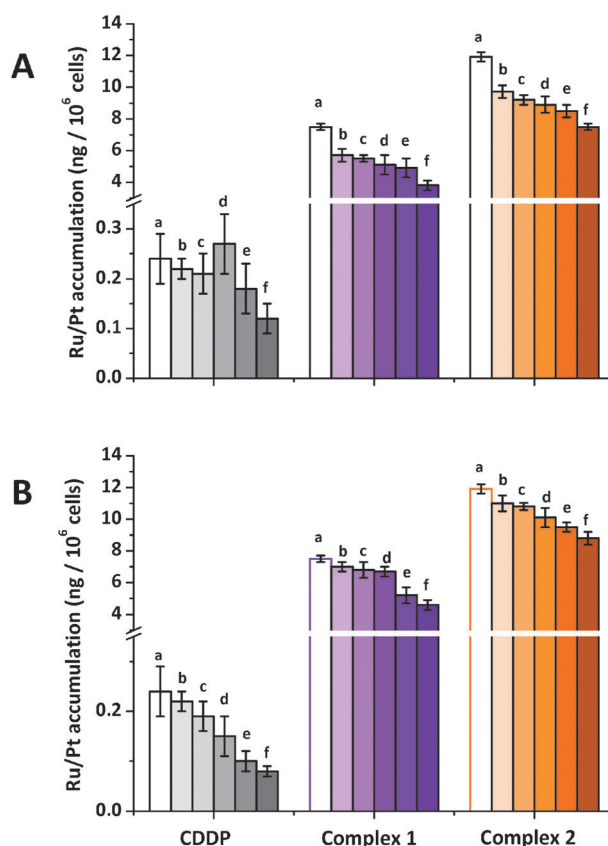 A
Ru/Pt accumulation (ng / 10⁶ cells)
14
12
10
8
6
4
0.3
0.2
0.1
0.0
a b c d e f
a b c d e f
a b c d e f
B
Ru/Pt accumulation (ng / 10⁶ cells)
14
12
10
8
6
4
0.2
0.0
a b c d e f
a b c d e f
a b c d e f
CDDP Complex 1 Complex 2